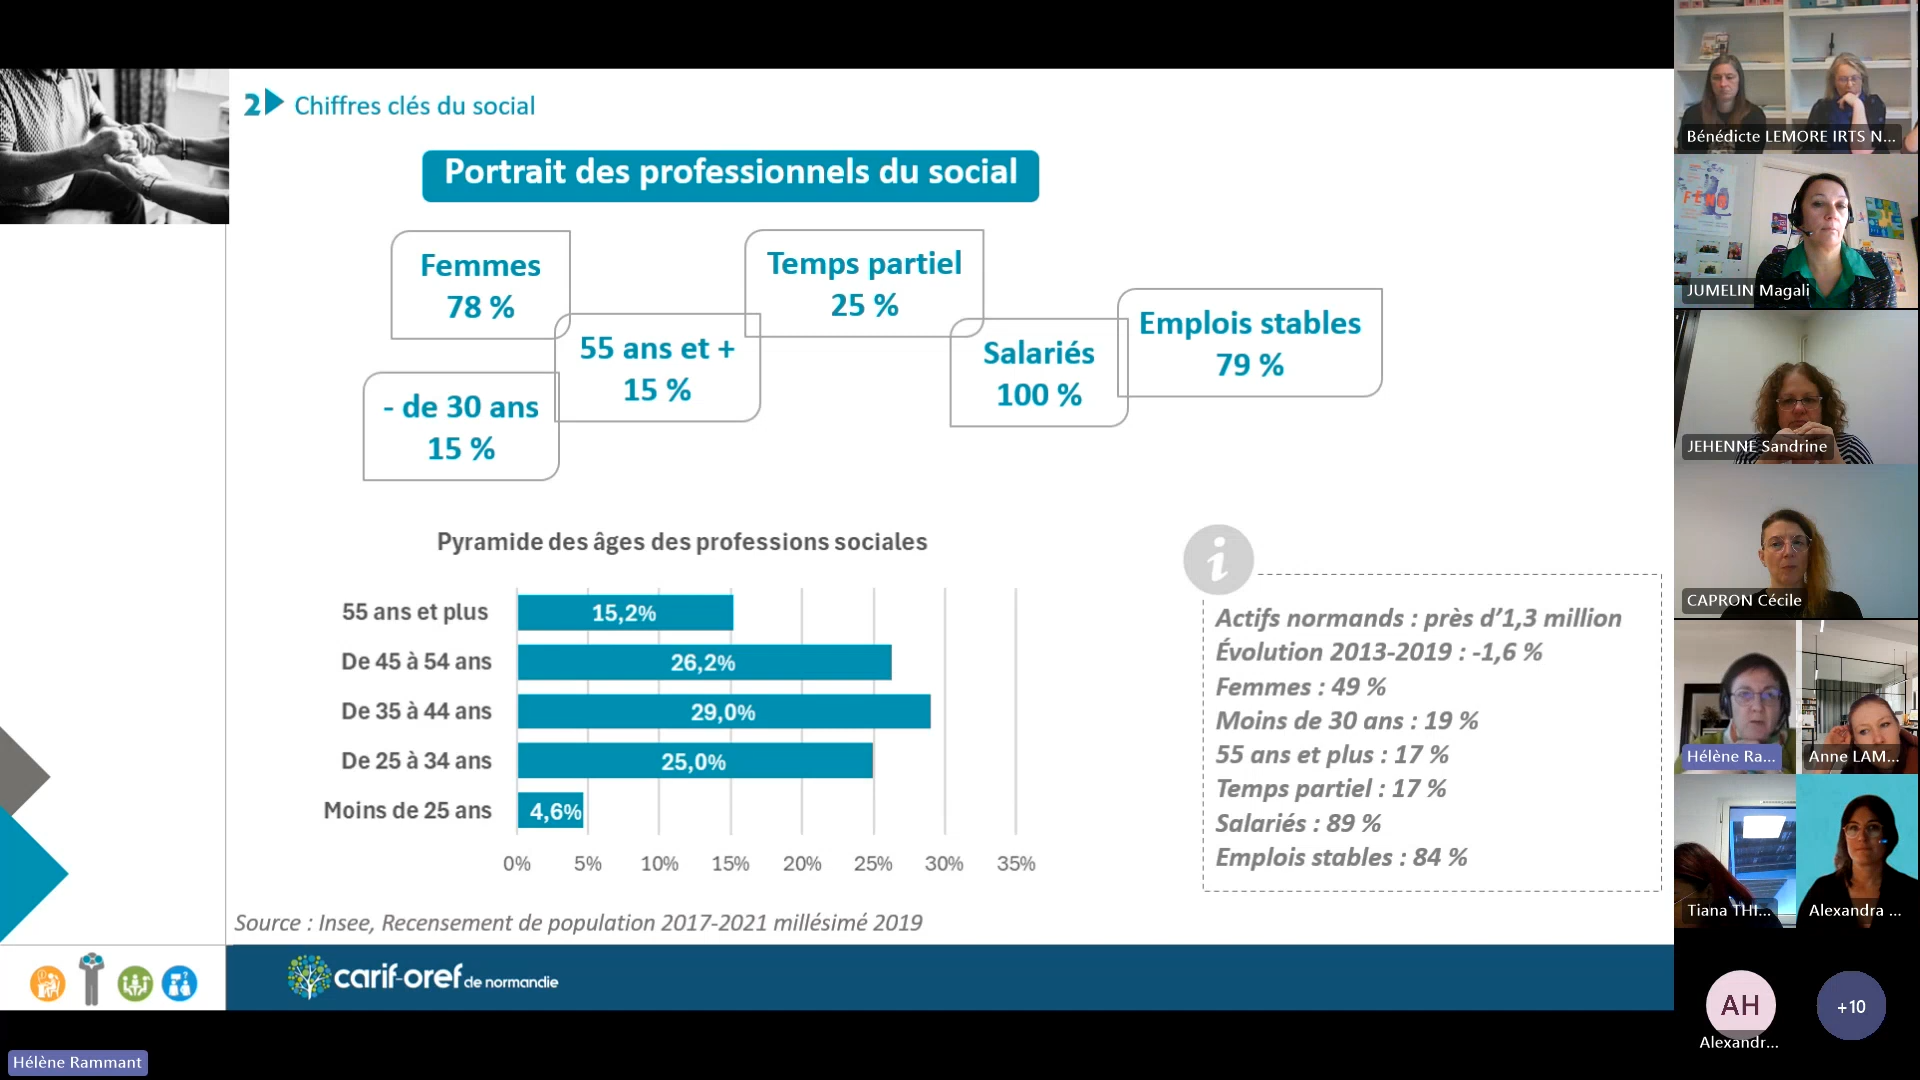 2 Chiffres clés du social
Portrait des professionnels du social
Femmes
78 %
Temps partiel
25 %
55 ans et +
15 %
Salariés
100 %
Emplois stables
79 %
- de 30 ans
15 %
Pyramide des âges des professions sociales
55 ans et plus 15,2%
De 45 à 54 ans 26,2%
De 35 à 44 ans 29,0%
De 25 à 34 ans 25,0%
Moins de 25 ans 4,6%
0% 5% 10% 15% 20% 25% 30% 35%
i
Actifs normands : près d’1,3 million
Évolution 2013-2019 : -1,6 %
Femmes : 49 %
Moins de 30 ans : 19 %
55 ans et plus : 17 %
Temps partiel : 17 %
Salariés : 89 %
Emplois stables : 84 %
Source : Insee, Recensement de population 2017-2021 millésimé 2019
carif-oref de normandie
Hélène Rammant
Bénédicte LEMORE IRTS N...
JUMELIN Magali
JEHENNE Sandrine
CAPRON Cécile
Hélène Ra...
Anne LAM...
Tiana THI...
Alexandra ...
AH
Alexandr...
+10